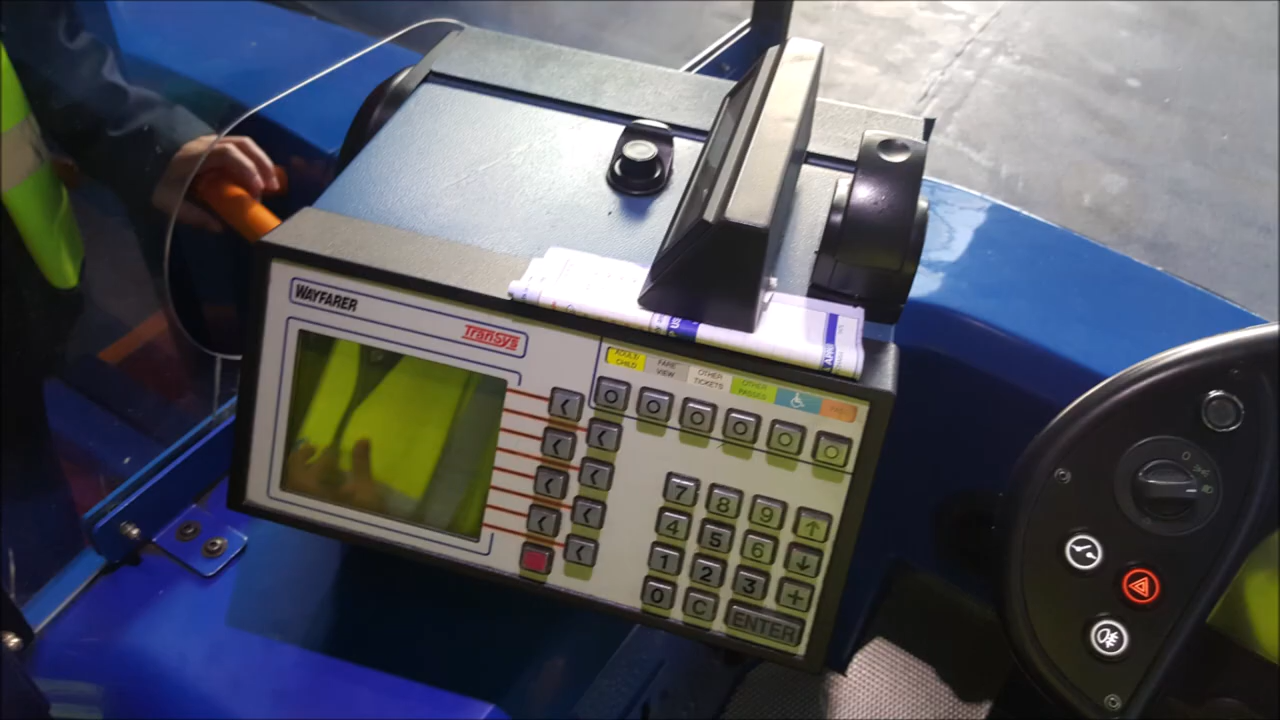 WAYFARER
TranSys
ADULT/
CHILD
FARE
VIEW
OTHER
TICKETS
OTHER
PASSES
7 8 9 ↑
4 5 6 ↓
1 2 3 +
0 C ENTER
0